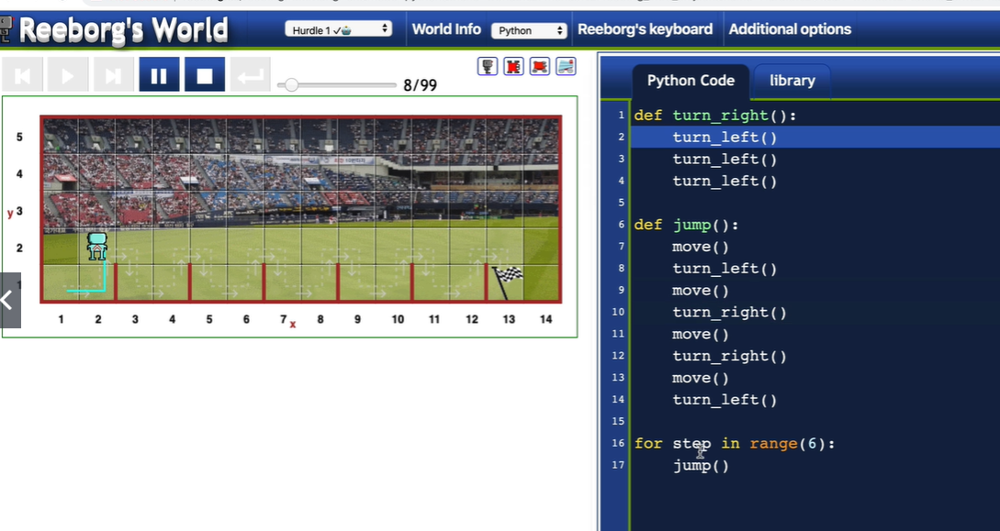 Reeborg's World
Hurdle 1
World Info
Python
Reeborg's keyboard
Additional options
8/99
Python Code
library
5
4
y 3
2
1
1 2 3 4 5 6 7 8 9 10 11 12 13 14
x
1 def turn_right():
2 turn_left()
3 turn_left()
4 turn_left()
5
6 def jump():
7 move()
8 turn_left()
9 move()
10 turn_right()
11 move()
12 turn_right()
13 move()
14 turn_left()
15
16 for step in range(6):
17 jump()